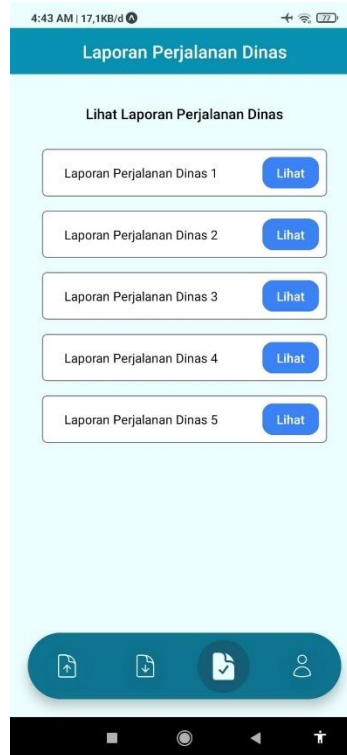 4:43 AM | 17,1KB/d
77
Laporan Perjalanan Dinas
Lihat Laporan Perjalanan Dinas
Laporan Perjalanan Dinas 1 Lihat
Laporan Perjalanan Dinas 2 Lihat
Laporan Perjalanan Dinas 3 Lihat
Laporan Perjalanan Dinas 4 Lihat
Laporan Perjalanan Dinas 5 Lihat